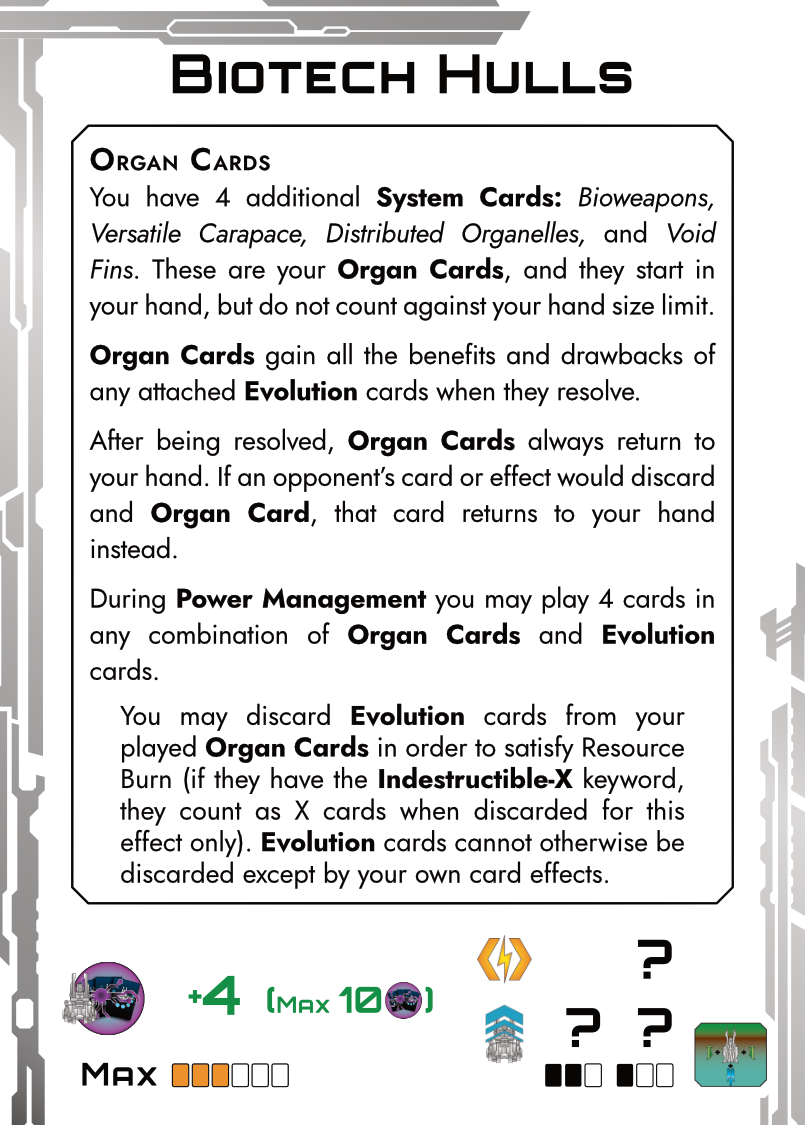 Biotech Hulls
Organ Cards
You have 4 additional System Cards: Bioweapons,
Versatile Carapace, Distributed Organelles, and Void
Fins. These are your Organ Cards, and they start in
your hand, but do not count against your hand size limit.
Organ Cards gain all the benefits and drawbacks of
any attached Evolution cards when they resolve.
After being resolved, Organ Cards always return to
your hand. If an opponent's card or effect would discard
and Organ Card, that card returns to your hand
instead.
During Power Management you may play 4 cards in
any combination of Organ Cards and Evolution
cards.
You may discard Evolution cards from your
played Organ Cards in order to satisfy Resource
Burn (if they have the Indestructible-X keyword,
they count as X cards when discarded for this
effect only). Evolution cards cannot otherwise be
discarded except by your own card effects.
?
+4 (Max 10)
? ?
Max